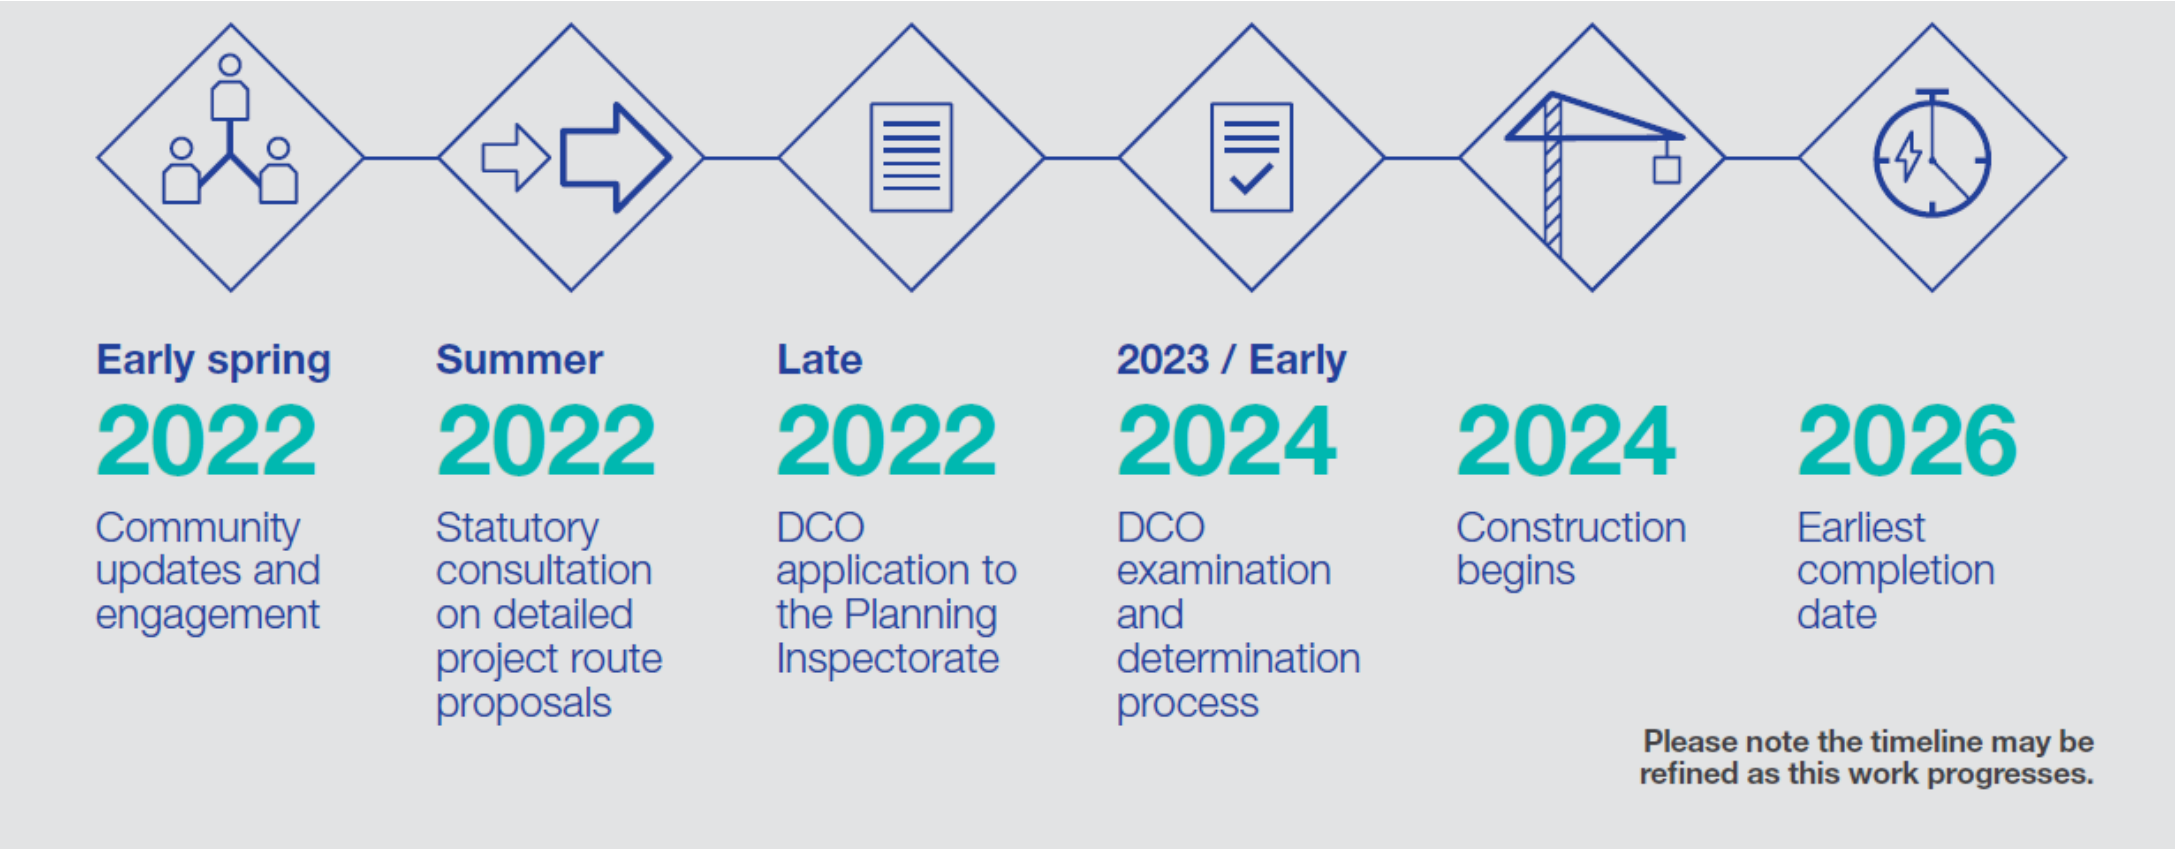 Early spring
2022
Community
updates and
engagement
Summer
2022
Statutory
consultation
on detailed
project route
proposals
Late
2022
DCO
application to
the Planning
Inspectorate
2023 / Early
2024
DCO
examination
and
determination
process
2024
Construction
begins
2026
Earliest
completion
date
Please note the timeline may be
refined as this work progresses.